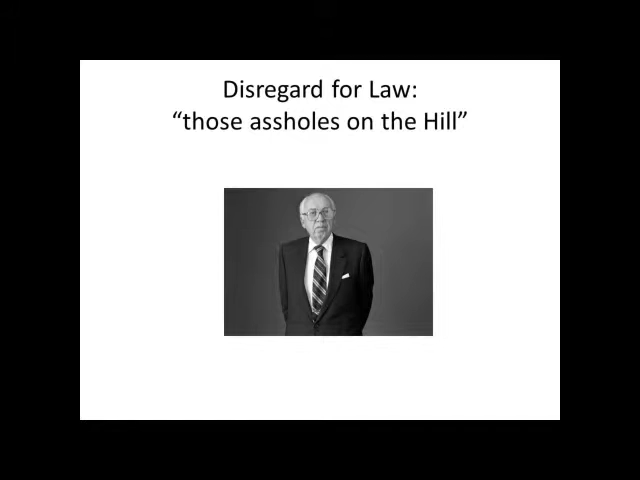 Disregard for Law:
“those assholes on the Hill”